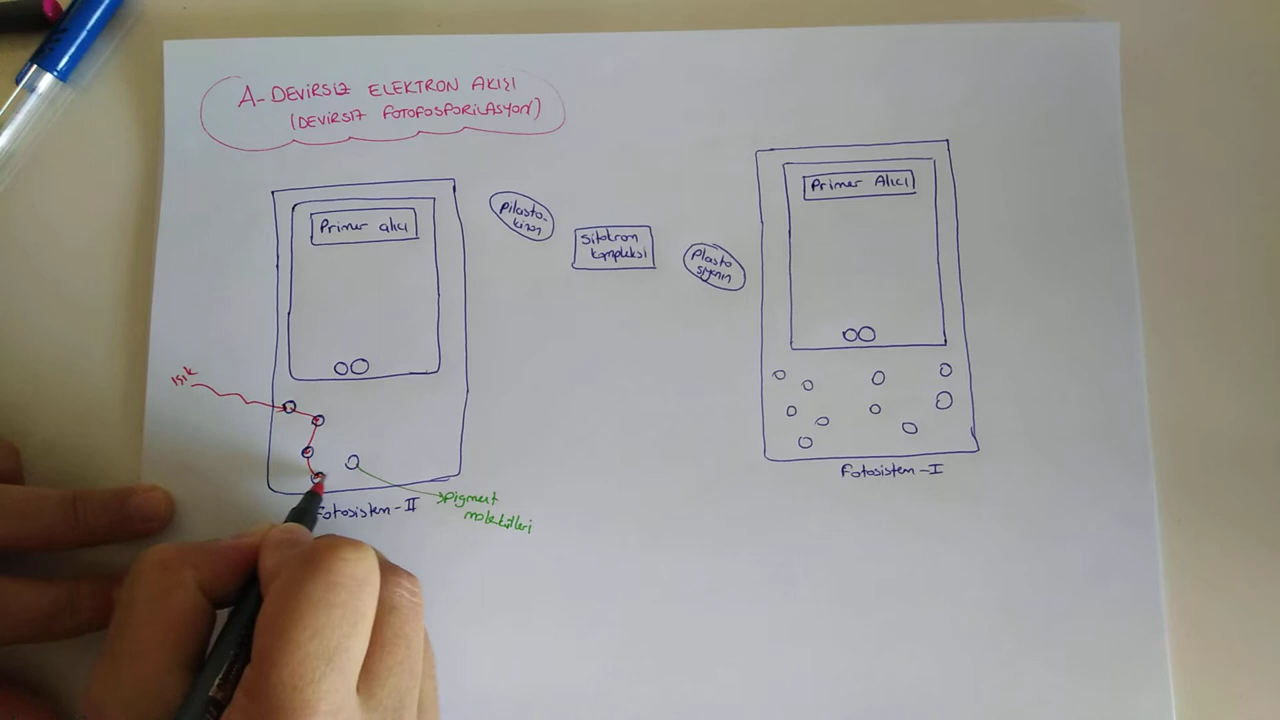 A- DEVİRSİZ ELEKTRON AKIŞI
(DEVİRSİZ FOTOFOSFORİLASYON)
Primer alıcı
Pilasto-
kinon
Sitokrom
kompleksi
Plasto
siyanin
Primer Alıcı
Işık
Fotosistem-II
Pigment
molekülleri
Fotosistem-I